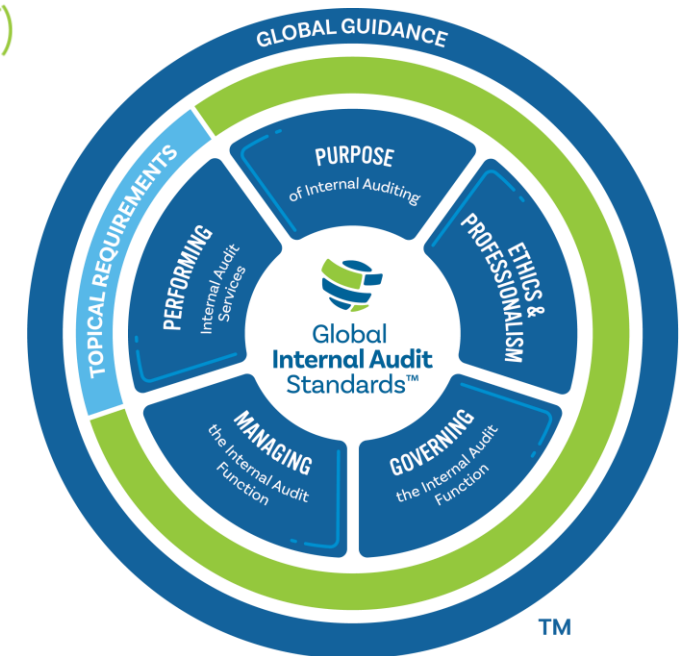 GLOBAL GUIDANCE
TOPICAL REQUIREMENTS
PURPOSE
of Internal Auditing
ETHICS &
PROFESSIONALISM
GOVERNING
the Internal Audit
Function
MANAGING
the Internal Audit
Function
PERFORMING
Internal Audit
Services
Global
Internal Audit
Standards™
TM